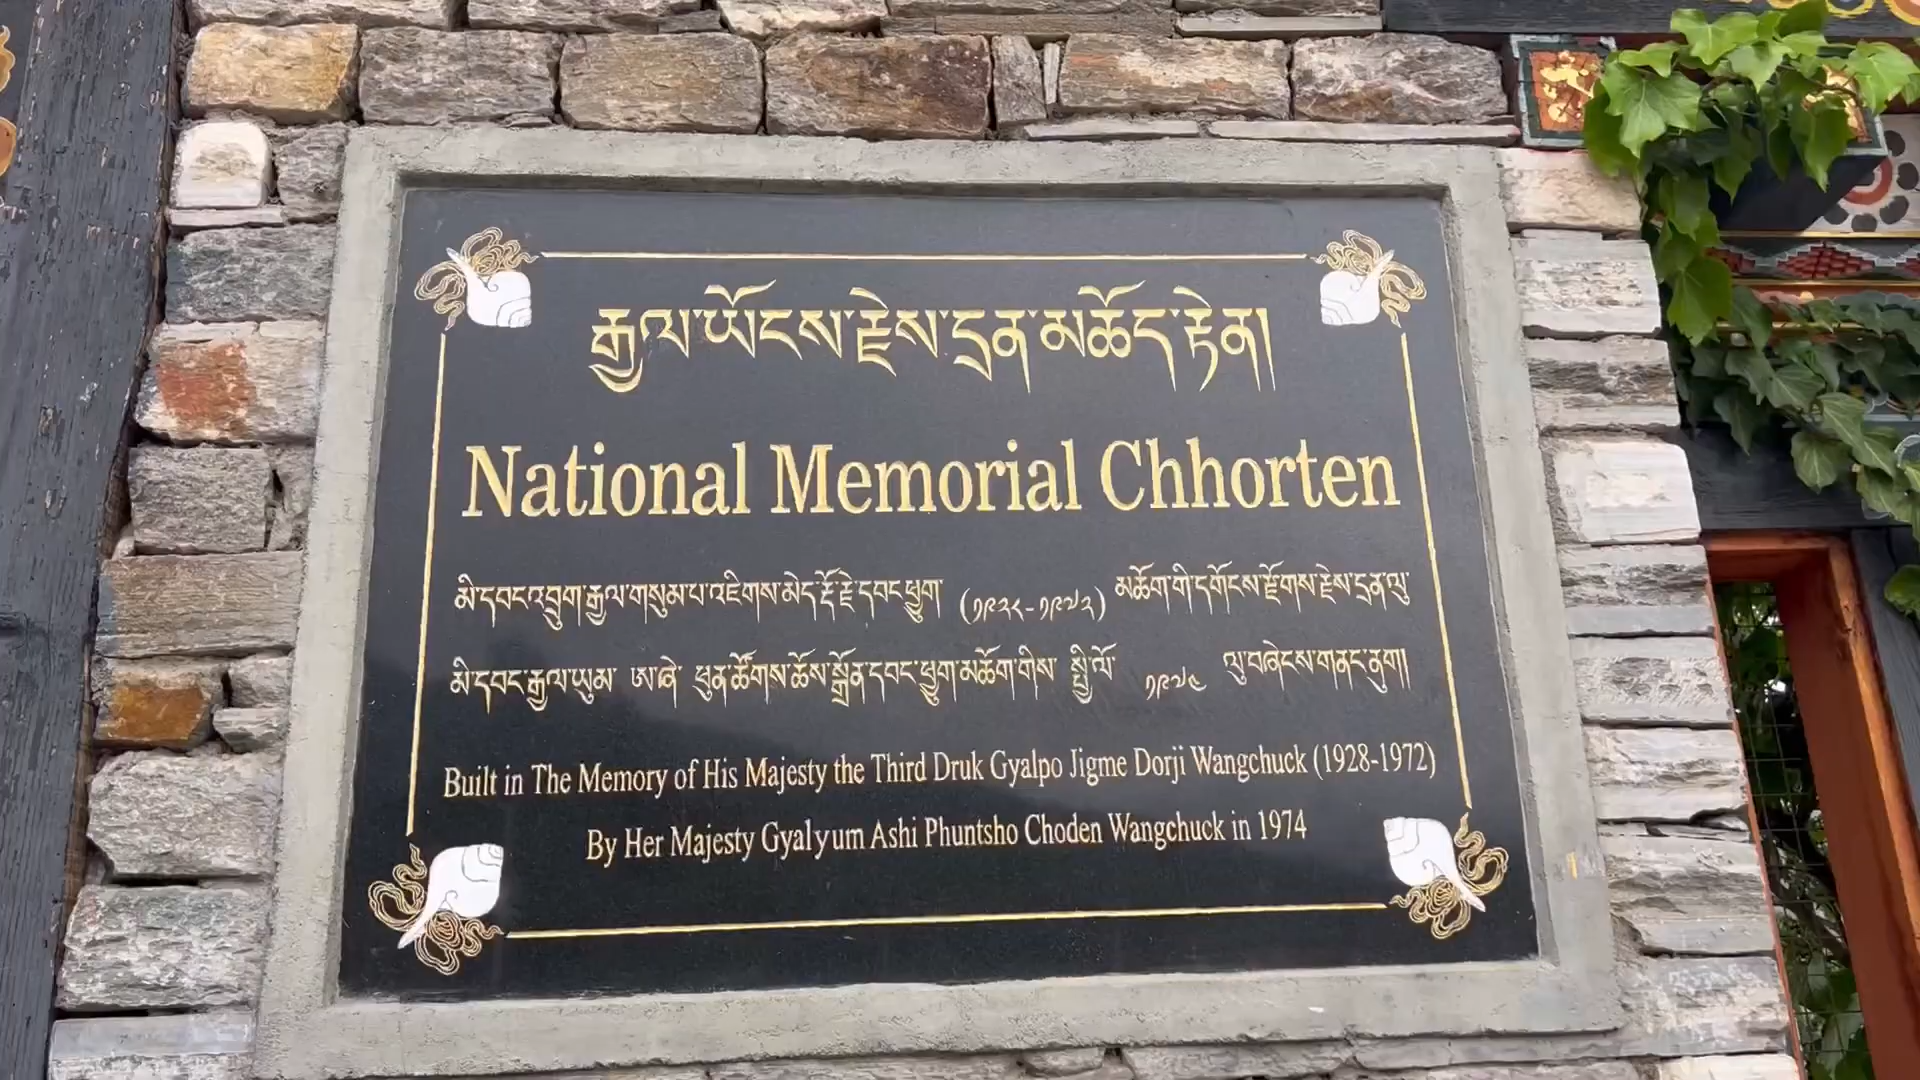 རྒྱལ་ཡོངས་རྗེས་དྲན་མཆོད་རྟེན།
National Memorial Chhorten
མི་དབང་འབྲུག་རྒྱལ་གསུམ་པ་འཇིགས་མེད་རྡོ་རྗེ་དབང་ཕྱུག (༡༩༢༨-༡༩༧༢) མཆོག་གི་དགོངས་རྫོགས་རྗེས་དྲན་ལུ་
མི་དབང་རྒྱལ་ཡུམ་ ཨ་ཞེ་ ཕུན་ཚོགས་ཆོས་སྒྲོན་དབང་ཕྱུག་མཆོག་གིས་ སྤྱི་ལོ་ ༡༩༧༤ ལུ་བཞེངས་གནང་ནུག།
Built in The Memory of His Majesty the Third Druk Gyalpo Jigme Dorji Wangchuck (1928-1972)
By Her Majesty Gyalyum Ashi Phuntsho Choden Wangchuck in 1974